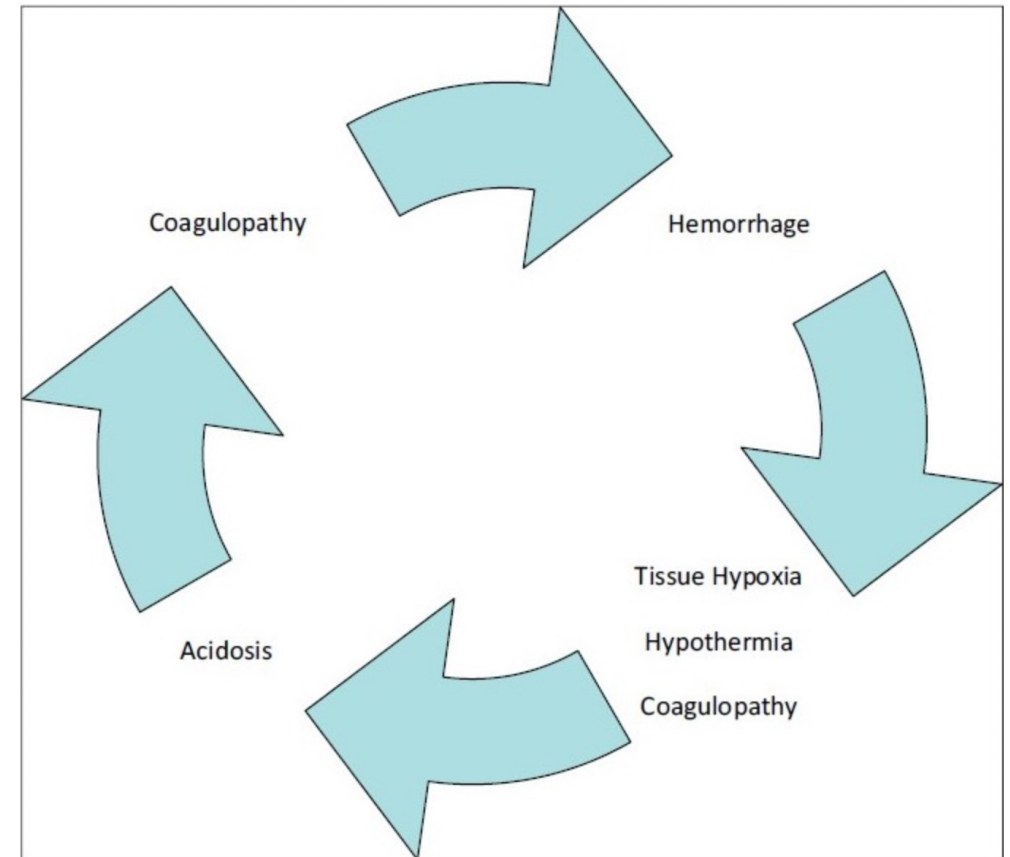 Coagulopathy
Hemorrhage
Tissue Hypoxia
Hypothermia
Coagulopathy
Acidosis